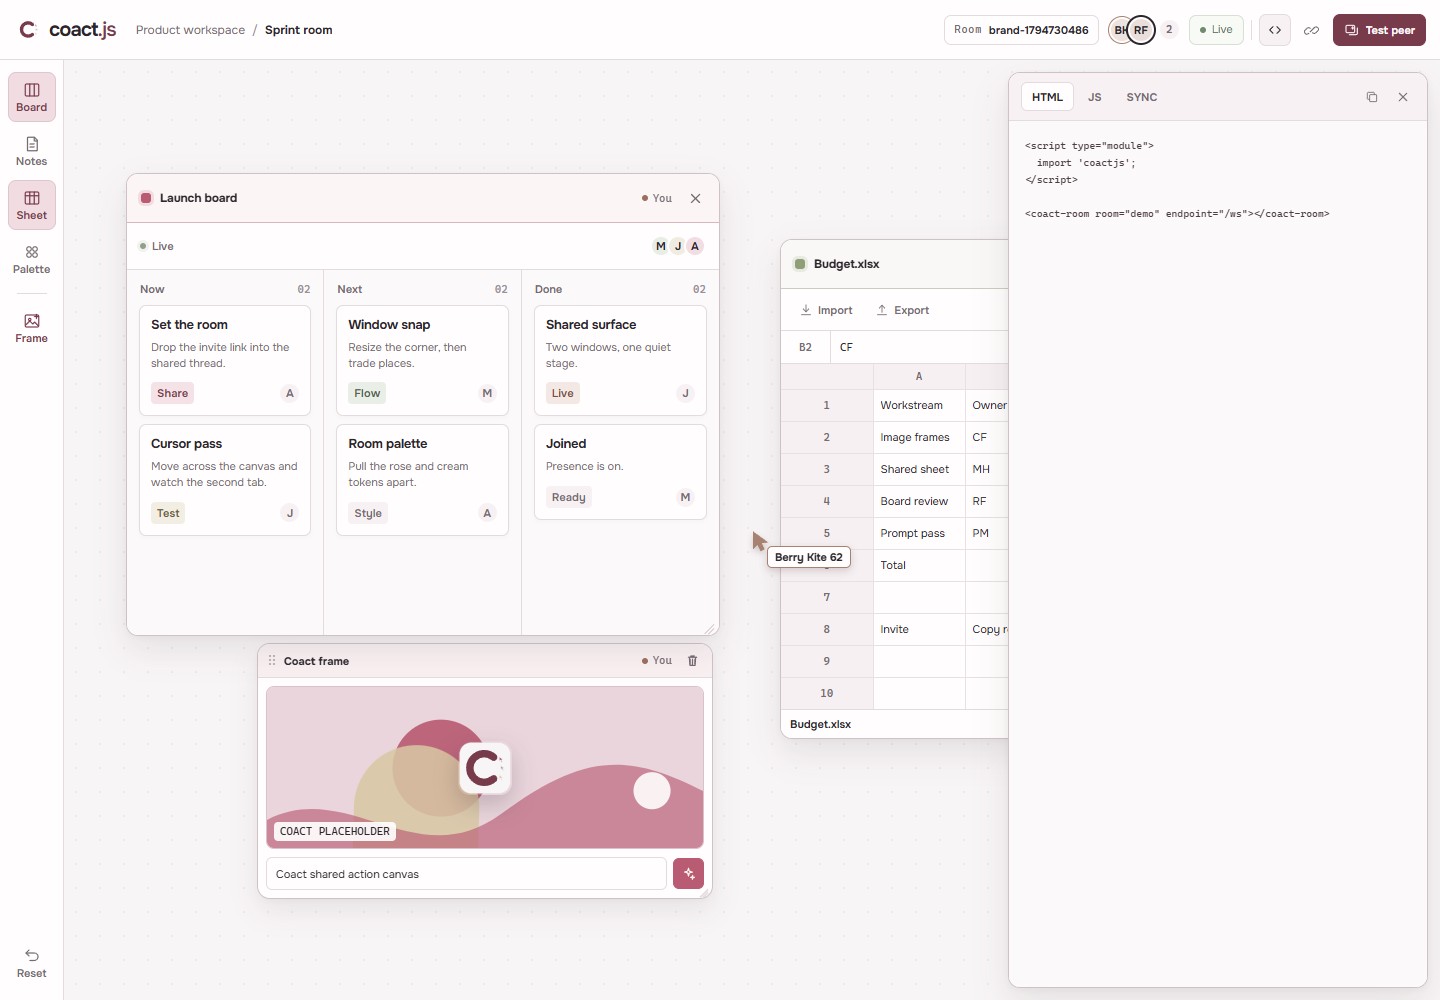 coact.js
Product workspace / Sprint room
Room brand-1794730486
RF
2
Live
Test peer
Board
Notes
Sheet
Palette
Frame
Reset
Launch board
You
Live
M J A
Now 02
Set the room
Drop the invite link into the
shared thread.
Share A
Cursor pass
Move across the canvas and
watch the second tab.
Test J
Next 02
Window snap
Resize the corner, then
trade places.
Flow M
Room palette
Pull the rose and cream
tokens apart.
Style A
Done 02
Shared surface
Two windows, one quiet
stage.
Live J
Joined
Presence is on.
Ready M
Berry Kite 62
Coact frame
You
COACT PLACEHOLDER
Coact shared action canvas
Budget.xlsx
Import Export
B2 CF
A
1 Workstream Owner
2 Image frames CF
3 Shared sheet MH
4 Board review RF
5 Prompt pass PM
Total
7
8 Invite Copy
9
10
Budget.xlsx
HTML JS SYNC
<script type="module">
import 'coactjs';
</script>
<coact-room room="demo" endpoint="/ws"></coact-room>